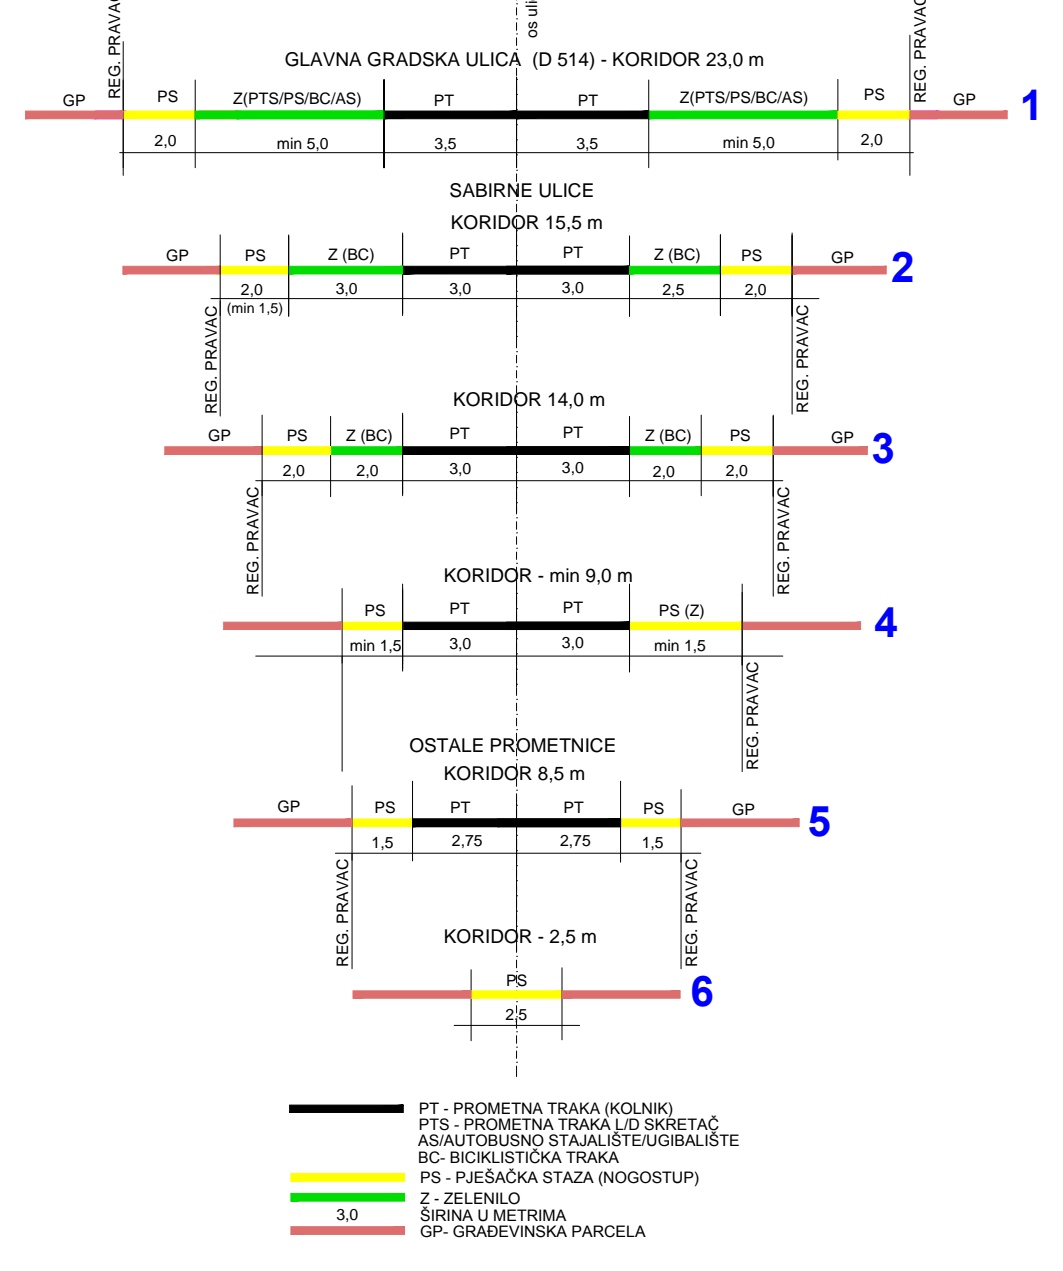 REG. PRAVAC
os ulic
REG. PRAVAC
GLAVNA GRADSKA ULICA (D 514) - KORIDOR 23,0 m
GP PS Z(PTS/PS/BC/AS) PT PT Z(PTS/PS/BC/AS) PS GP 1
2,0 min 5,0 3,5 3,5 min 5,0 2,0
SABIRNE ULICE
KORIDOR 15,5 m
GP PS Z (BC) PT PT Z (BC) PS GP 2
2,0 3,0 3,0 3,0 2,5 2,0
(min 1,5)
REG. PRAVAC REG. PRAVAC
KORIDOR 14,0 m
GP PS Z (BC) PT PT Z (BC) PS GP 3
2,0 2,0 3,0 3,0 2,0 2,0
REG. PRAVAC REG. PRAVAC
KORIDOR - min 9,0 m
PS PT PT PS (Z) 4
min 1,5 3,0 3,0 min 1,5
REG. PRAVAC
OSTALE PROMETNICE
KORIDOR 8,5 m
GP PS PT PT PS GP 5
1,5 2,75 2,75 1,5
REG. PRAVAC REG. PRAVAC
KORIDOR - 2,5 m
PS 6
2,5
PT - PROMETNA TRAKA (KOLNIK)
PTS - PROMETNA TRAKA L/D SKRETAČ
AS/AUTOBUSNO STAJALIŠTE/UGIBALIŠTE
BC- BICIKLISTIČKA TRAKA
PS - PJEŠAČKA STAZA (NOGOSTUP)
Z - ZELENILO
3,0 ŠIRINA U METRIMA
GP- GRAĐEVINSKA PARCELA